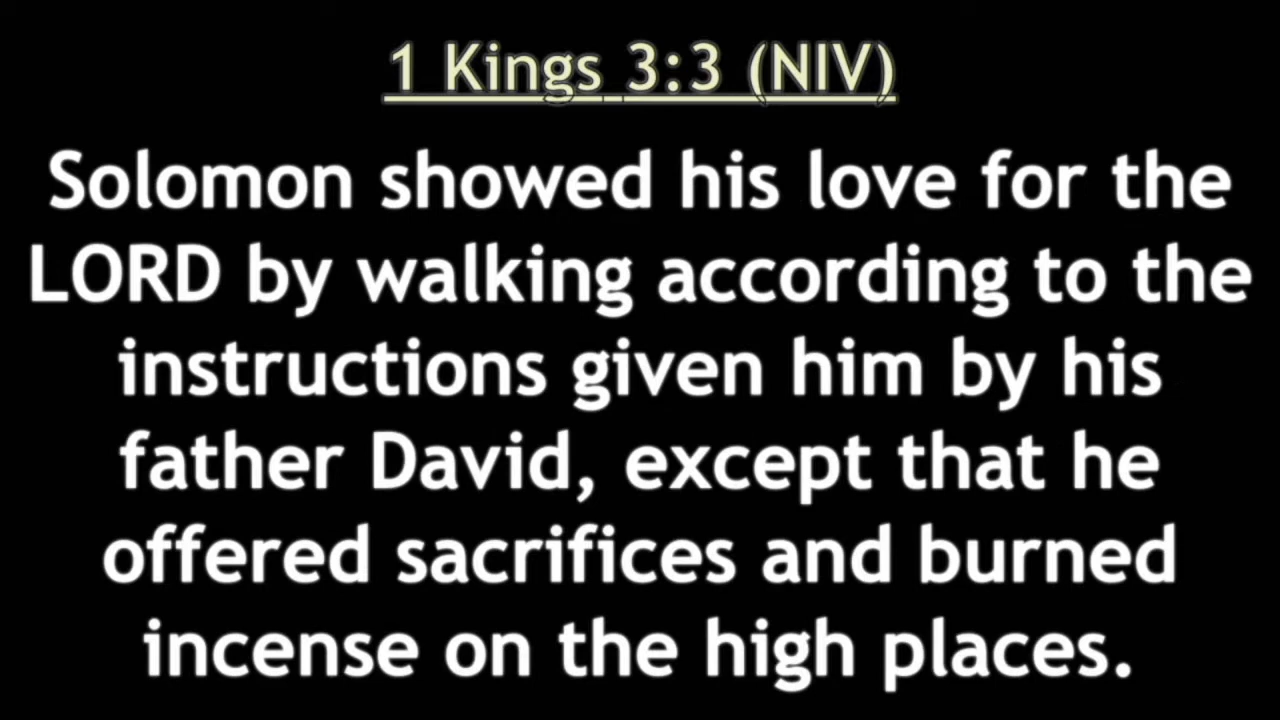 1 Kings 3:3 (NIV)
Solomon showed his love for the
LORD by walking according to the
instructions given him by his
father David, except that he
offered sacrifices and burned
incense on the high places.